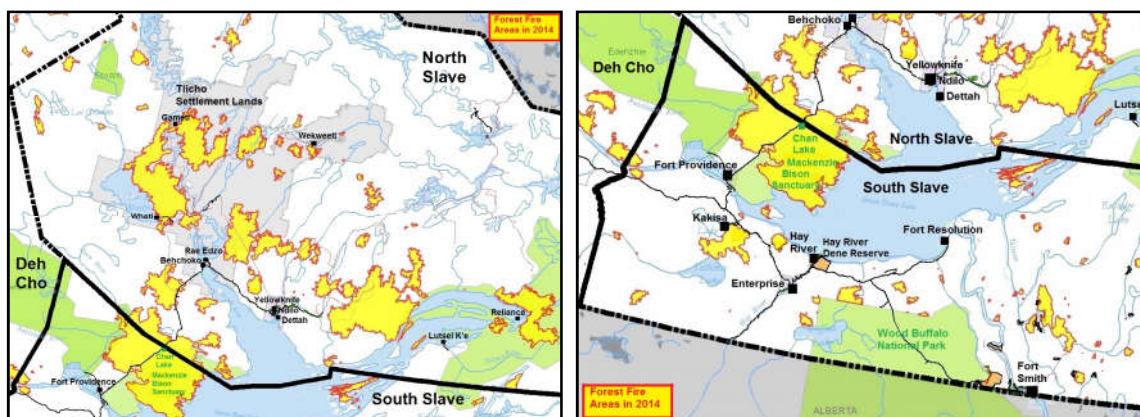 Forest Fire
Areas in 2014
North
Slave
Tlicho
Settlement Lands
Gameti
Wekweeti
Whati
Rae Edzo
Behchoko
Deh
Cho
Yellowknife
Ndilo
Dettah
Reliance
Lutsel K'e
Chan
Lake
Mackenzie
Bison
Sanctuary
Fort Providence
South Slave
Behchoko
Edehzhie
Deh Cho
Yellowknife
Ndilo
Dettah
Lutsel
North Slave
Chan
Lake
Mackenzie
Bison
Sanctuary
Fort Providence
South Slave
Kakisa
Fort Resolution
Hay
River
Hay River
Dene Reserve
Enterprise
Wood Buffalo
National Park
Fort
Smith
Forest Fire
Areas in 2014
ALBERTA